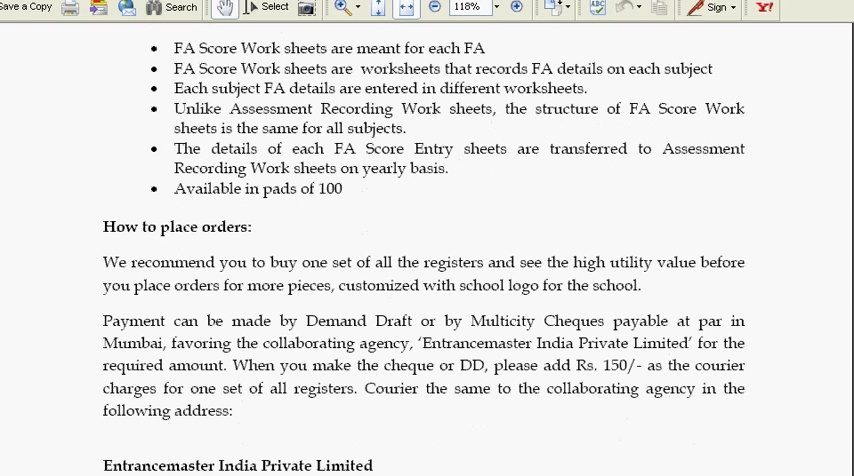 Save a Copy Search Select 118% Sign Y!
• FA Score Work sheets are meant for each FA
• FA Score Work sheets are worksheets that records FA details on each subject
• Each subject FA details are entered in different worksheets.
• Unlike Assessment Recording Work sheets, the structure of FA Score Work
sheets is the same for all subjects.
• The details of each FA Score Entry sheets are transferred to Assessment
Recording Work sheets on yearly basis.
• Available in pads of 100
How to place orders:
We recommend you to buy one set of all the registers and see the high utility value before
you place orders for more pieces, customized with school logo for the school.
Payment can be made by Demand Draft or by Multicity Cheques payable at par in
Mumbai, favoring the collaborating agency, ‘Entrancemaster India Private Limited’ for the
required amount. When you make the cheque or DD, please add Rs. 150/- as the courier
charges for one set of all registers. Courier the same to the collaborating agency in the
following address:
Entrancemaster India Private Limited